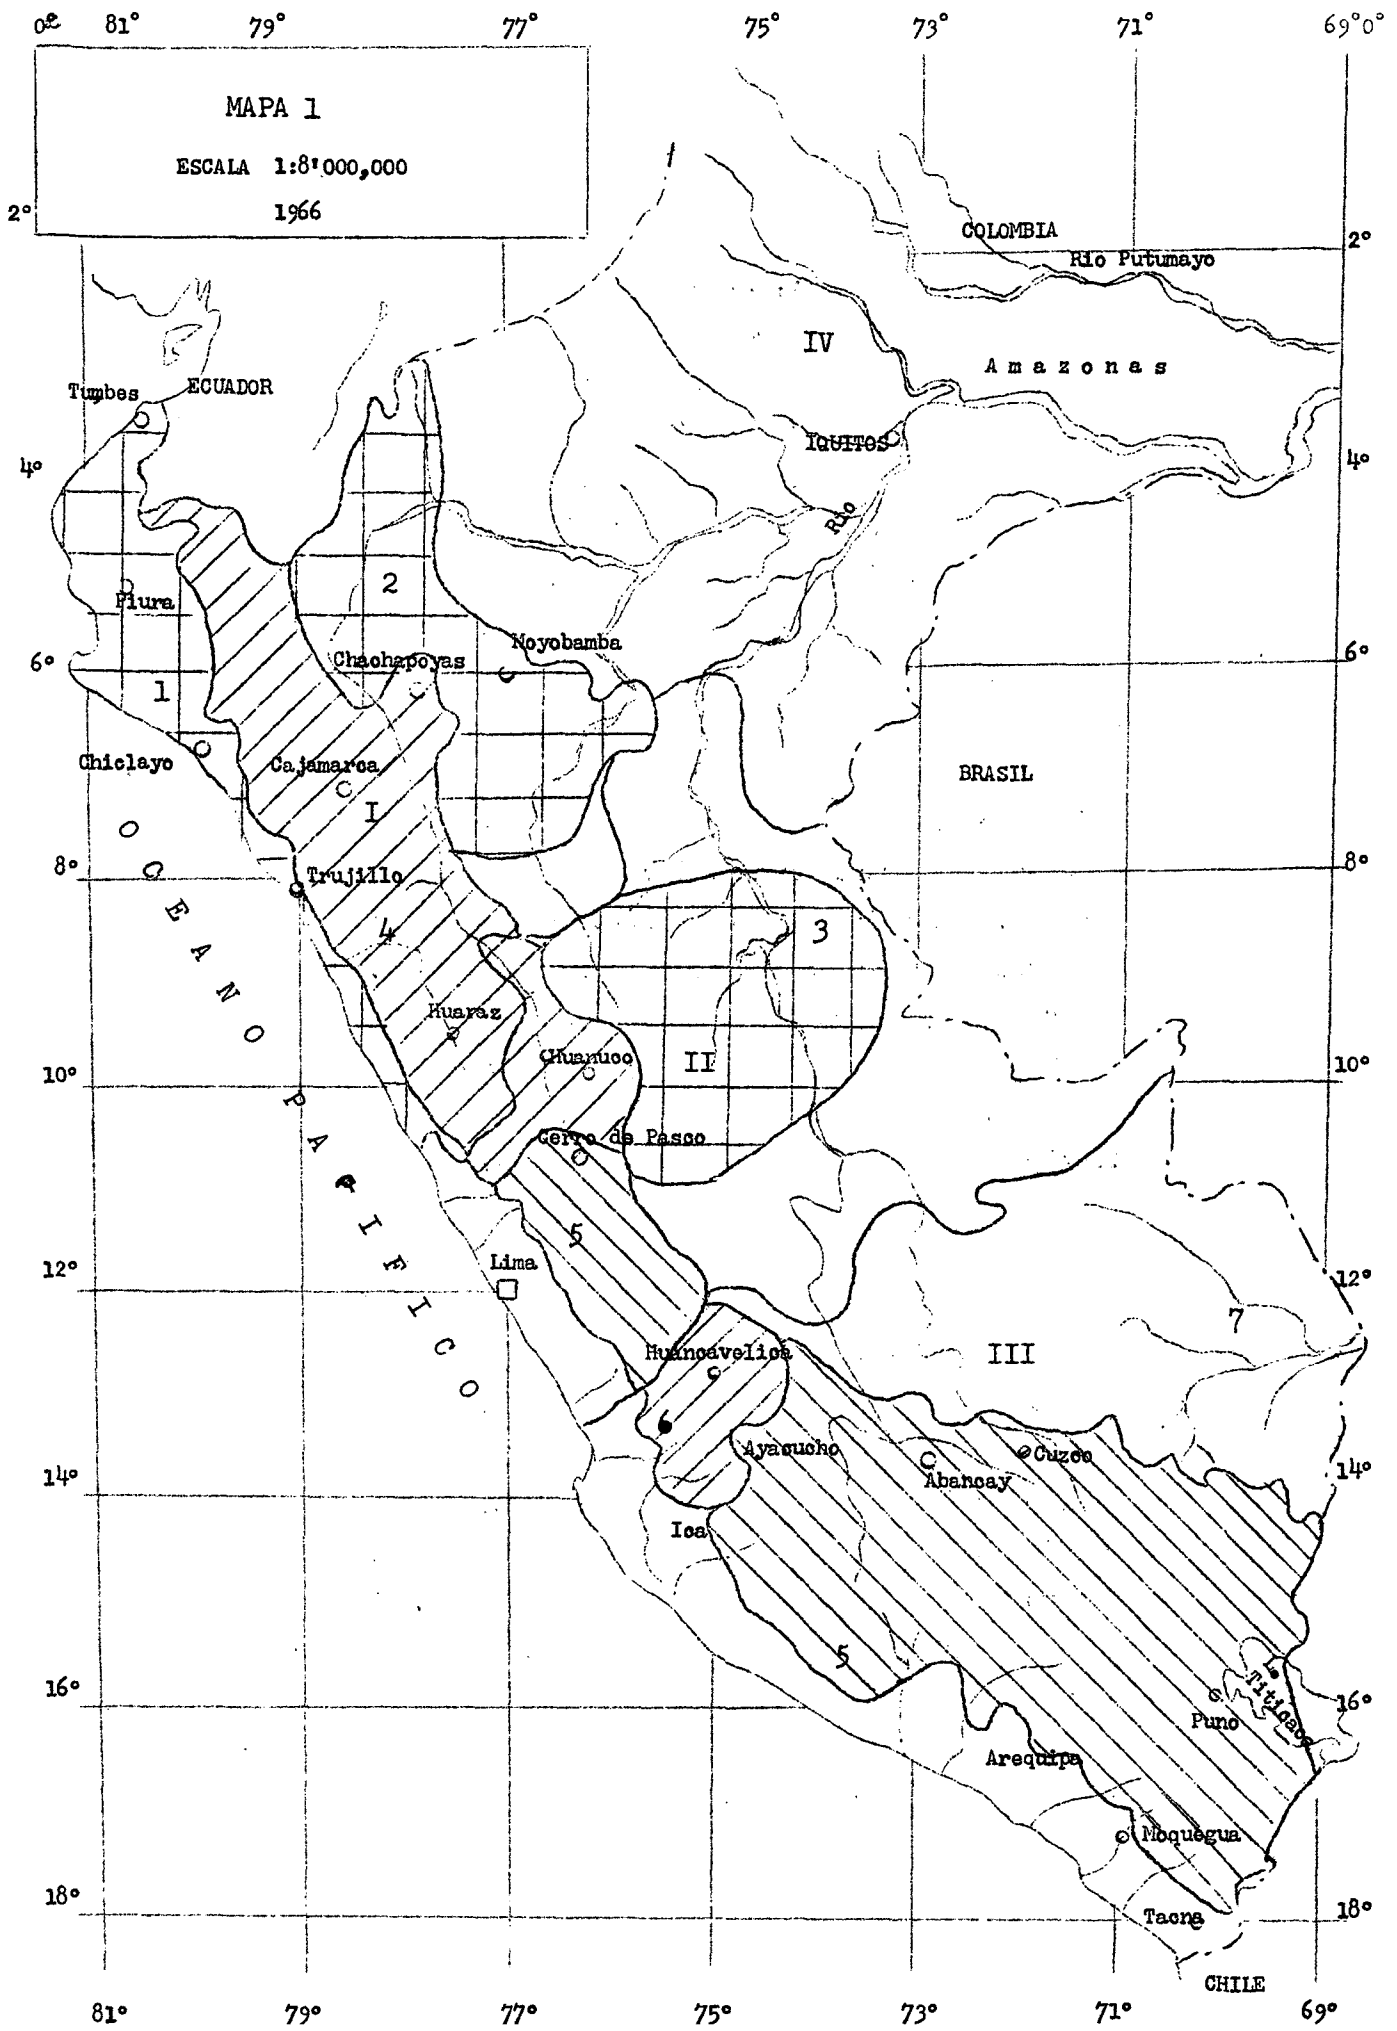 0° 81° 79° 77° 75° 73° 71° 69° 0°
MAPA 1
ESCALA 1:8'000,000
1966
2°
COLOMBIA
2°
Rio Putumayo
IV
Amazonas
Tumbes
ECUADOR
IQUITOS
4°
4°
Rio
2
Piura
Moyobamba
Chachapoyas
6°
6°
1
Chiclayo
Cajamarca
BRASIL
I
8°
Trujillo
8°
4
3
Huaraz
Huanuco
II
10°
10°
Cerro de Pasco
OCEANO PACIFICO
5
Lima
12°
12°
7
Huancavelica
III
6
Ayacucho
Cuzco
Abancay
14°
14°
Ica
5
L. Titicaca
16°
16°
Puno
Arequipa
Moquegua
18°
Tacna
18°
CHILE
81° 79° 77° 75° 73° 71° 69°